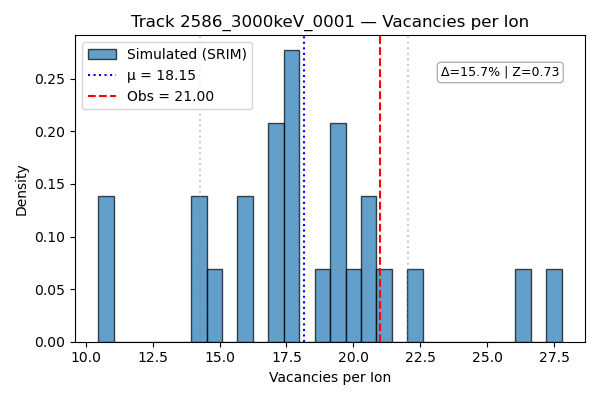 Track 2586_3000keV_0001 — Vacancies per Ion
Simulated (SRIM)
μ = 18.15
Obs = 21.00
Δ=15.7% | Z=0.73
Density
0.25
0.20
0.15
0.10
0.05
0.00
10.0 12.5 15.0 17.5 20.0 22.5 25.0 27.5
Vacancies per Ion